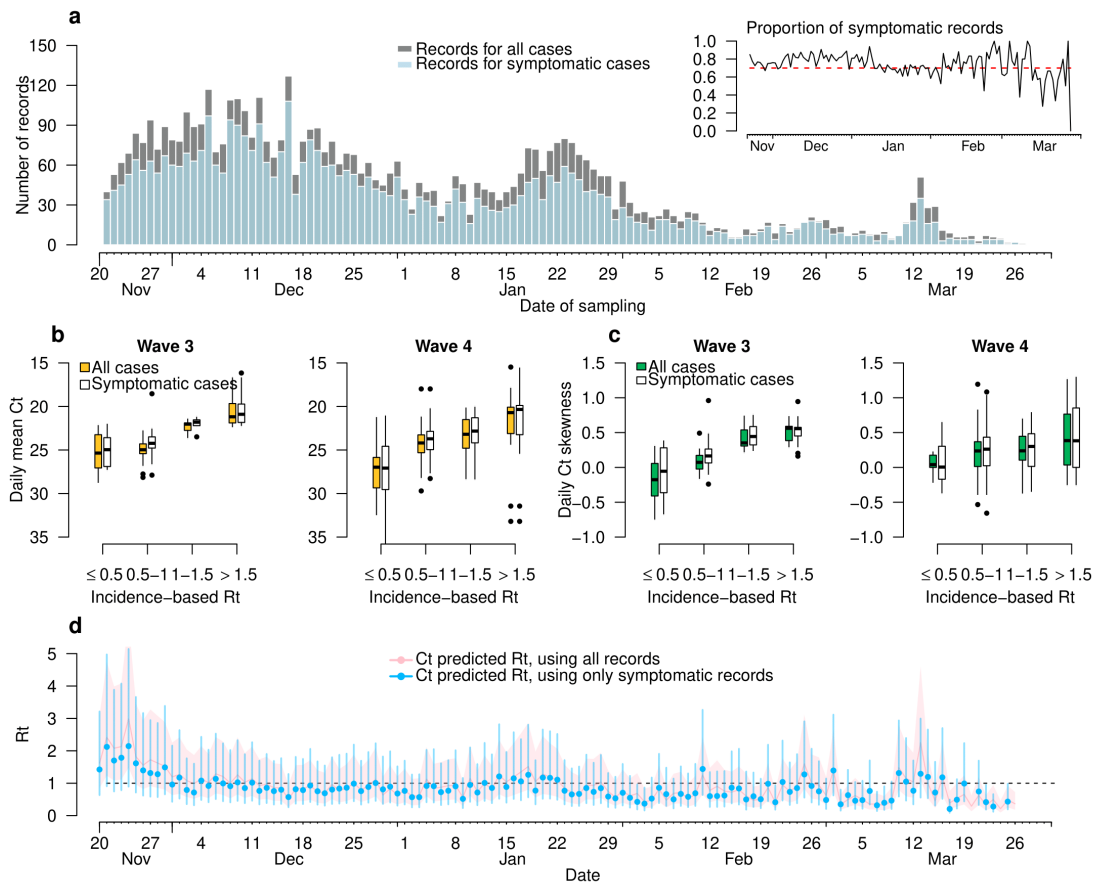 a
Number of records
150
120
90
60
30
0
Records for all cases
Records for symptomatic cases
Proportion of symptomatic records
1.0
0.8
0.6
0.4
0.2
0.0
Nov Dec Jan Feb Mar
20 27 4 11 18 25 1 8 15 22 29 5 12 19 26 5 12 19 26
Nov Dec Jan Feb Mar
Date of sampling
b
Wave 3
All cases
Symptomatic cases
Daily mean Ct
15
20
25
30
35
≤ 0.5 0.5−1 1−1.5 > 1.5
Incidence−based Rt
Wave 4
15
20
25
30
35
≤ 0.5 0.5−1 1−1.5 > 1.5
Incidence−based Rt
c
Wave 3
All cases
Symptomatic cases
Daily Ct skewness
1.5
1.0
0.5
0.0
−0.5
−1.0
≤ 0.5 0.5−1 1−1.5 > 1.5
Incidence−based Rt
Wave 4
1.5
1.0
0.5
0.0
−0.5
−1.0
≤ 0.5 0.5−1 1−1.5 > 1.5
Incidence−based Rt
d
Rt
5
4
3
2
1
0
Ct predicted Rt, using all records
Ct predicted Rt, using only symptomatic records
20 27 4 11 18 25 1 8 15 22 29 5 12 19 26 5 12 19 26
Nov Dec Jan Feb Mar
Date